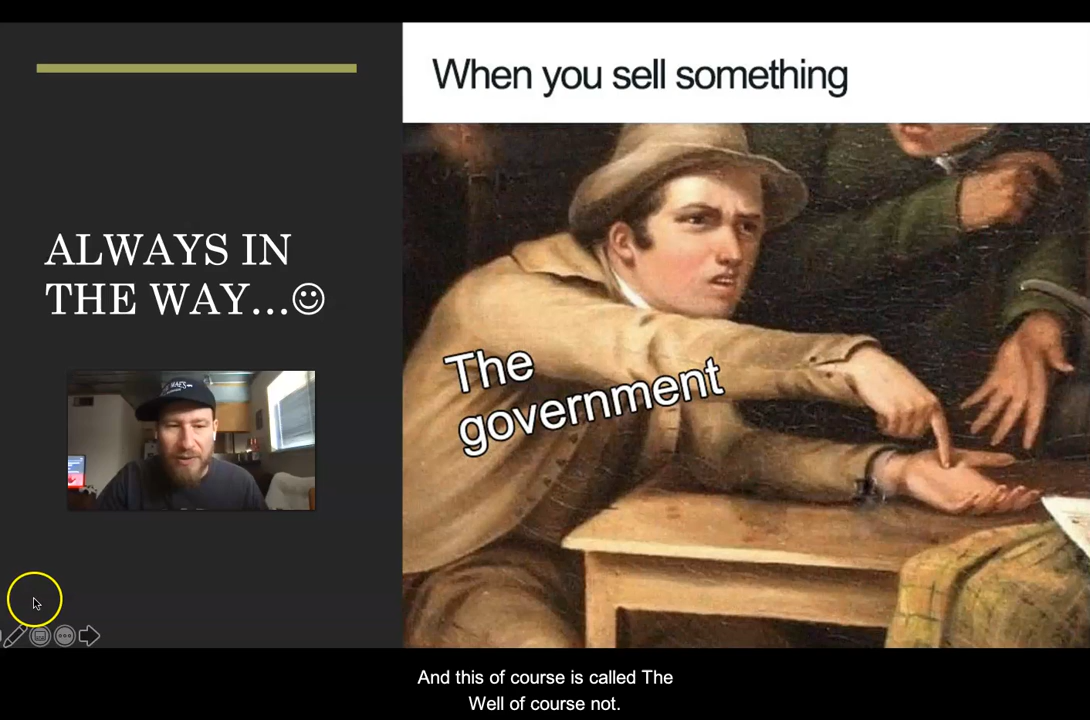 ALWAYS IN
THE WAY...☺
When you sell something
The
government
And this of course is called The
Well of course not.